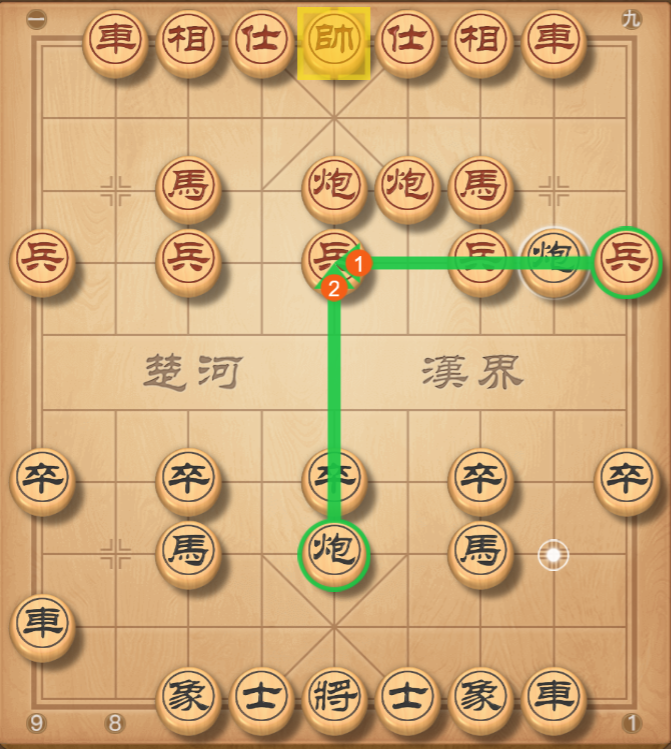 一 九
車 相 仕 帥 仕 相 車
馬 炮 炮 馬
兵 兵 兵 1 兵 炮 兵
2
楚河 漢界
卒 卒 卒 卒 卒
馬 炮 馬
車
象 士 將 士 象 車
9 8 1